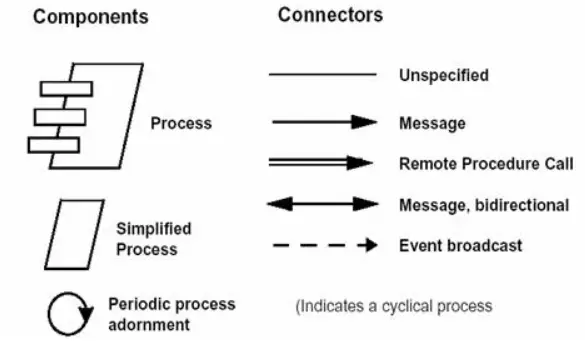 Components
Connectors
Unspecified
Process
Message
Remote Procedure Call
Message, bidirectional
Simplified
Process
Event broadcast
Periodic process
adornment
(Indicates a cyclical process